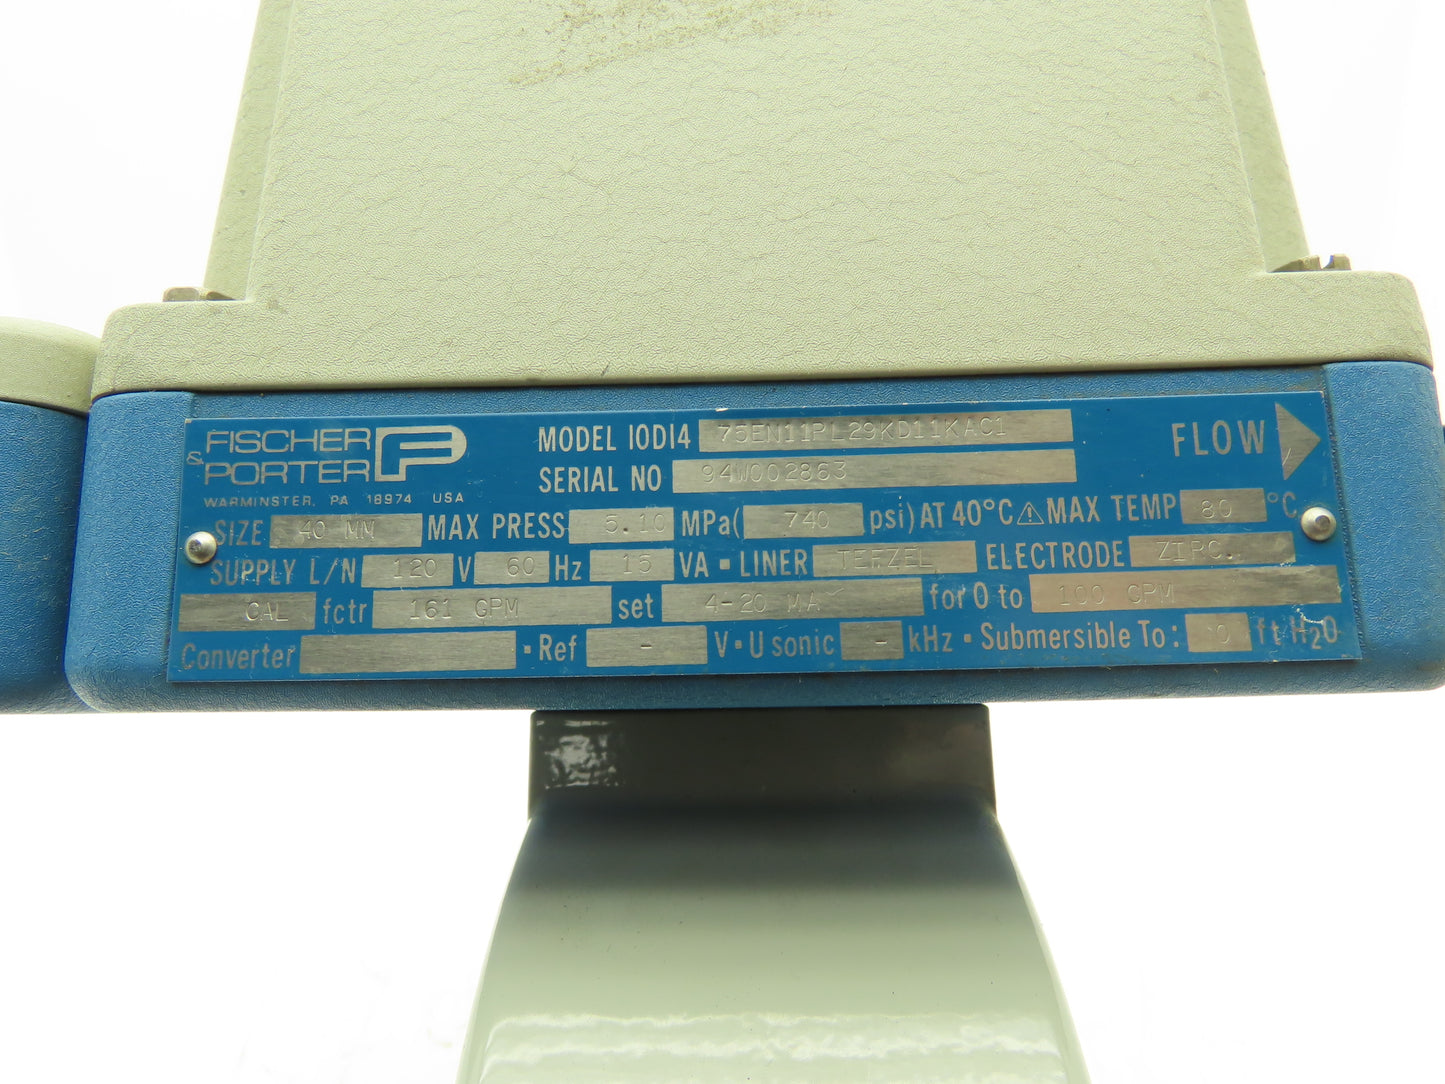 FISCHER & PORTER
WARMINSTER, PA 18974 USA
MODEL 10D14 75EN11PL29KD11KAC1
SERIAL NO 94W002863
FLOW
SIZE 40 MM MAX PRESS 5.10 MPa( 740 psi) AT 40°C ⚠ MAX TEMP 80 °C
SUPPLY L/N 120 V 60 Hz 15 VA ▪ LINER TEFZEL ELECTRODE ZIRC.
CAL fctr 161 GPM set 4-20 MA for 0 to 100 GPM
Converter ▪ Ref - V ▪ U sonic - kHz ▪ Submersible To: ft H₂O